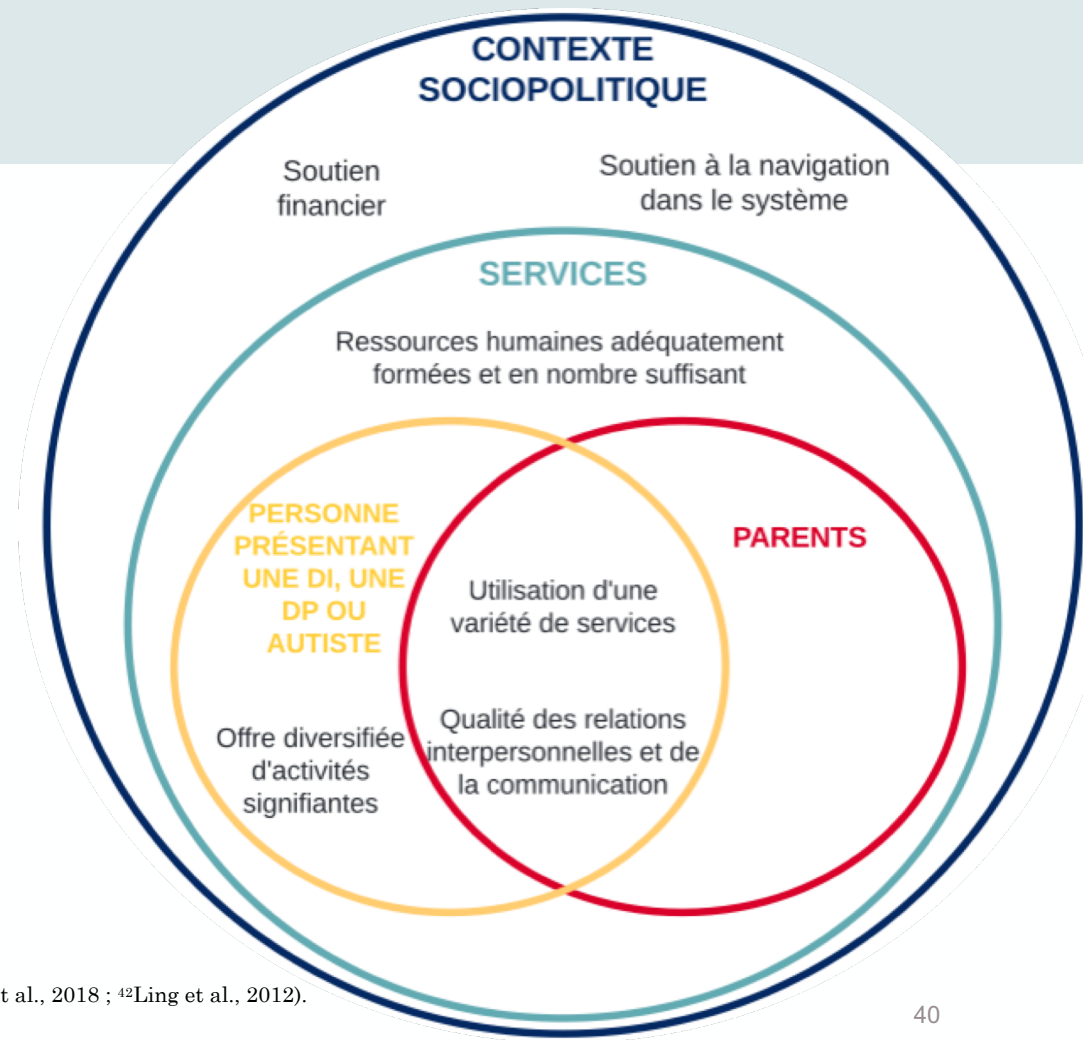 CONTEXTE
SOCIOPOLITIQUE
Soutien
financier
Soutien à la navigation
dans le système
SERVICES
Ressources humaines adéquatement
formées et en nombre suffisant
PERSONNE
PRÉSENTANT
UNE DI, UNE
DP OU
AUTISTE
PARENTS
Utilisation d'une
variété de services
Offre diversifiée
d'activités
signifiantes
Qualité des relations
interpersonnelles et de
la communication
t al., 2018 ; ⁴²Ling et al., 2012).
40